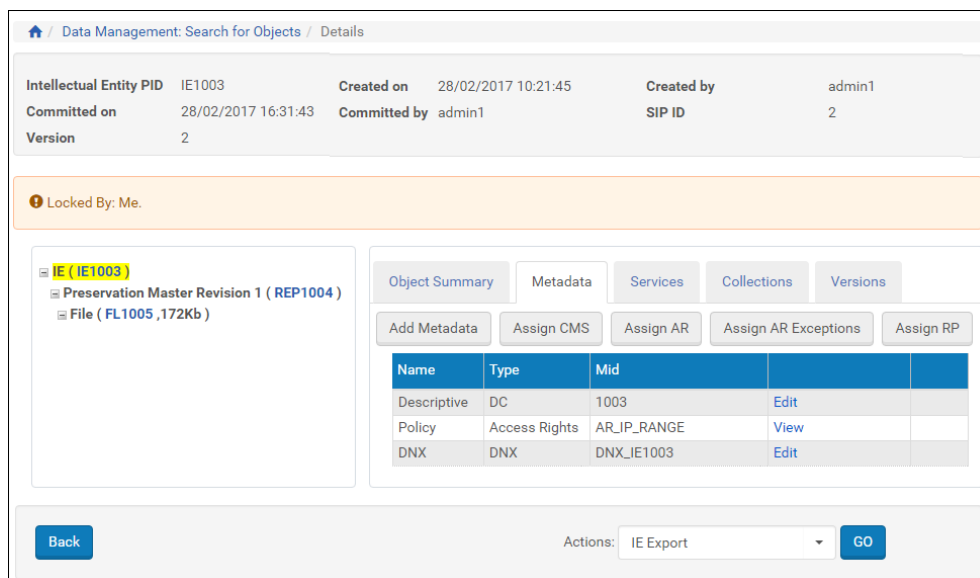 / Data Management: Search for Objects / Details
Intellectual Entity PID IE1003 Created on 28/02/2017 10:21:45 Created by admin1
Committed on 28/02/2017 16:31:43 Committed by admin1 SIP ID 2
Version 2
Locked By: Me.
IE ( IE1003 )
Preservation Master Revision 1 ( REP1004 )
File ( FL1005 ,172Kb )
Object Summary Metadata Services Collections Versions
Add Metadata Assign CMS Assign AR Assign AR Exceptions Assign RP
Name Type Mid
Descriptive DC 1003 Edit
Policy Access Rights AR_IP_RANGE View
DNX DNX DNX_IE1003 Edit
Back Actions: IE Export GO